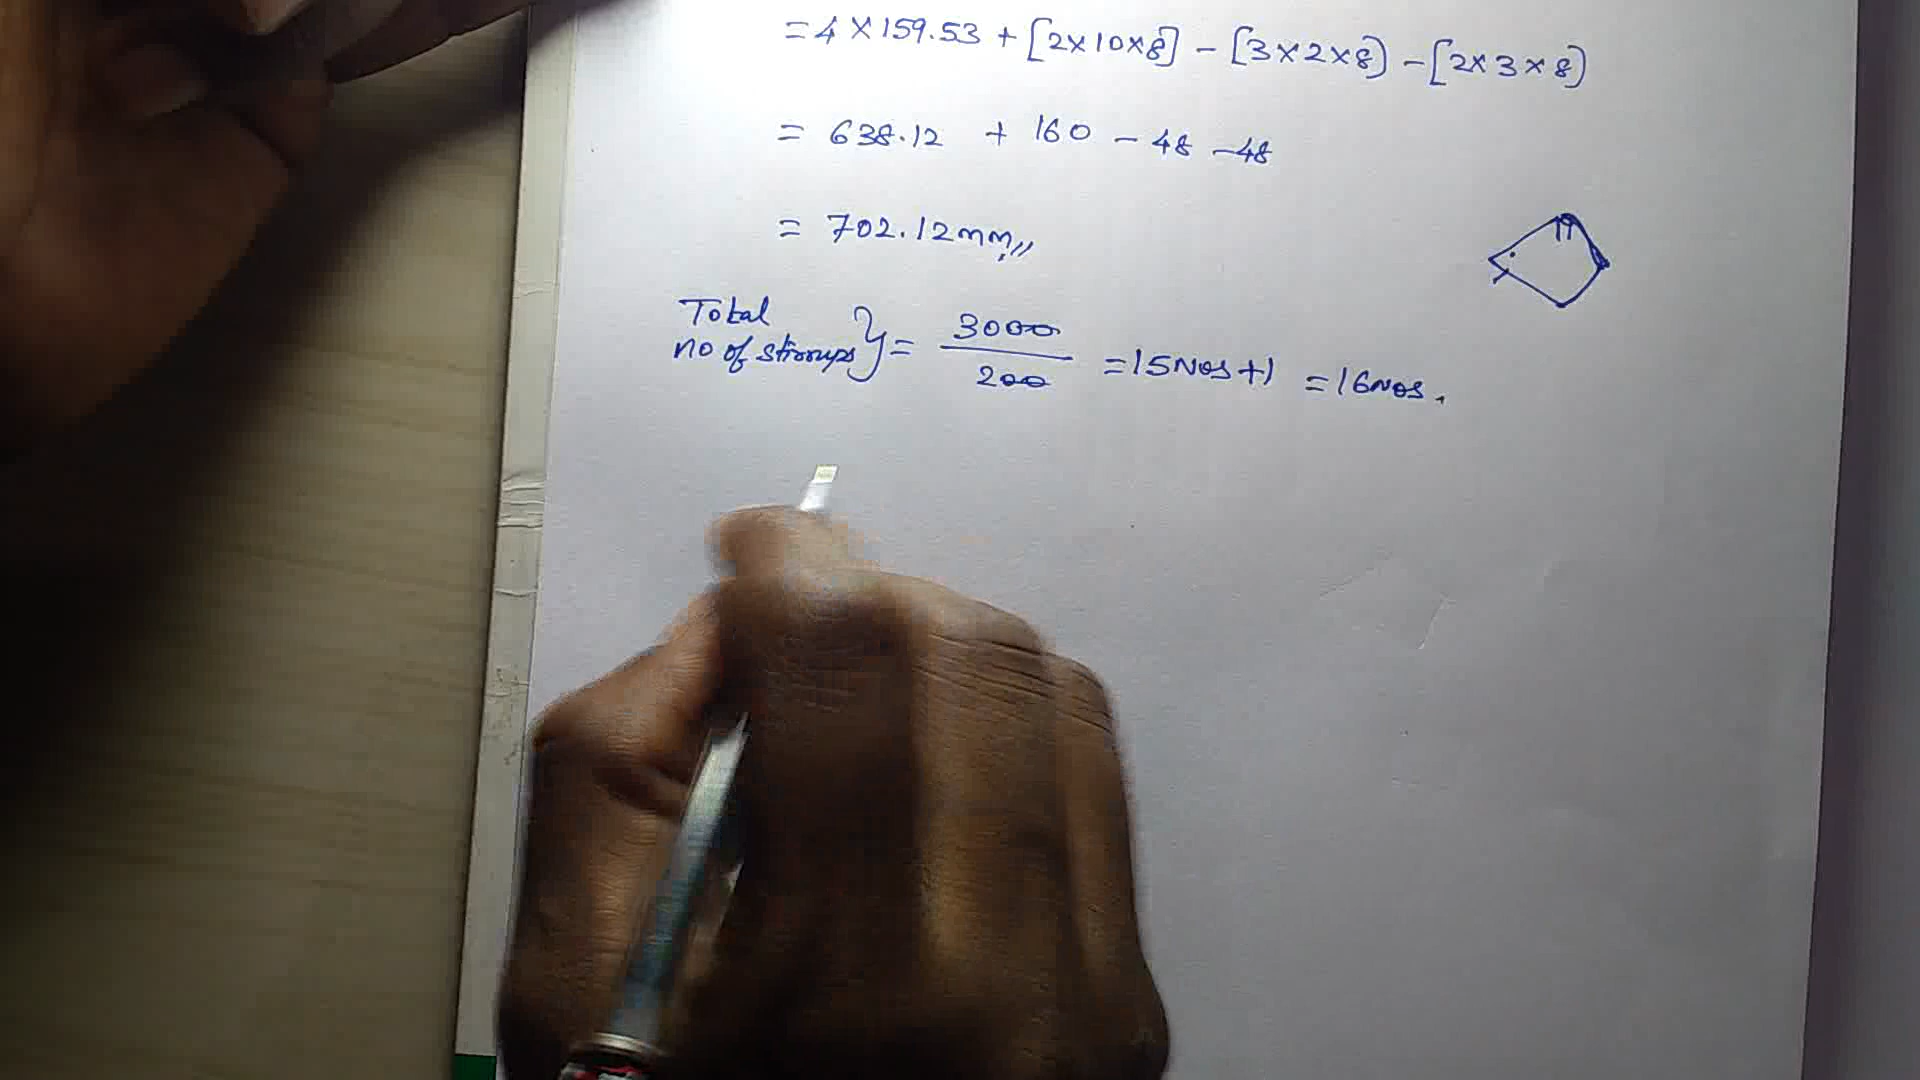 = 4 × 159.53 + [2×10×8] - [3×2×8) - [2×3×8)
= 638.12 + 160 - 48 - 48
= 702.12mm,,
Total
no of stirrups } = 3000 / 200 = 15Nos+1 = 16Nos.